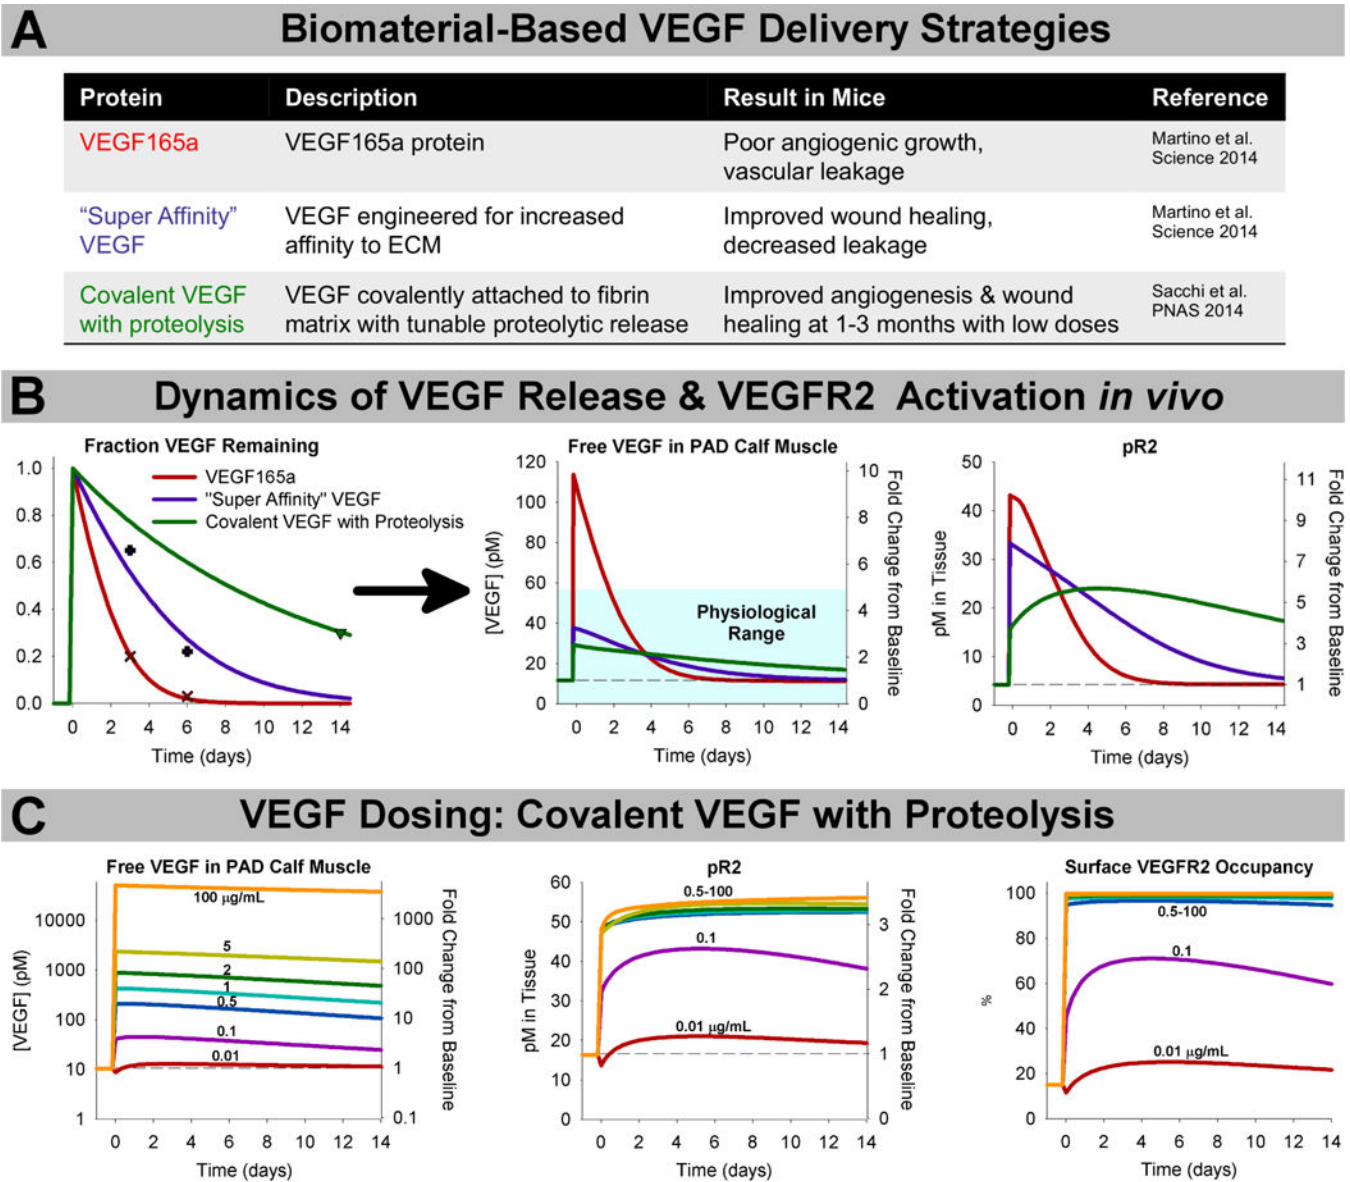 A Biomaterial-Based VEGF Delivery Strategies
Protein Description Result in Mice Reference
VEGF165a VEGF165a protein Poor angiogenic growth, vascular leakage Martino et al. Science 2014
“Super Affinity” VEGF VEGF engineered for increased affinity to ECM Improved wound healing, decreased leakage Martino et al. Science 2014
Covalent VEGF with proteolysis VEGF covalently attached to fibrin matrix with tunable proteolytic release Improved angiogenesis & wound healing at 1-3 months with low doses Sacchi et al. PNAS 2014
B Dynamics of VEGF Release & VEGFR2 Activation in vivo
Fraction VEGF Remaining
VEGF165a
"Super Affinity" VEGF
Covalent VEGF with Proteolysis
1.0
0.8
0.6
0.4
0.2
0.0
0 2 4 6 8 10 12 14
Time (days)
Free VEGF in PAD Calf Muscle
[VEGF] (pM)
120
100
80
60
40
20
0
Physiological
Range
10
8
6
4
2
0
Fold Change from Baseline
0 2 4 6 8 10 12 14
Time (days)
pR2
pM in Tissue
50
40
30
20
10
0
11
9
7
5
3
1
Fold Change from Baseline
0 2 4 6 8 10 12 14
Time (days)
C VEGF Dosing: Covalent VEGF with Proteolysis
Free VEGF in PAD Calf Muscle
[VEGF] (pM)
10000
1000
100
10
1
100 µg/mL
5
2
1
0.5
0.1
0.01
1000
100
10
1
0.1
Fold Change from Baseline
0 2 4 6 8 10 12 14
Time (days)
pR2
pM in Tissue
60
50
40
30
20
10
0
0.5-100
0.1
0.01 µg/mL
3
2
1
0
Fold Change from Baseline
0 2 4 6 8 10 12 14
Time (days)
Surface VEGFR2 Occupancy
%
100
80
60
40
20
0
0.5-100
0.1
0.01 µg/mL
0 2 4 6 8 10 12 14
Time (days)